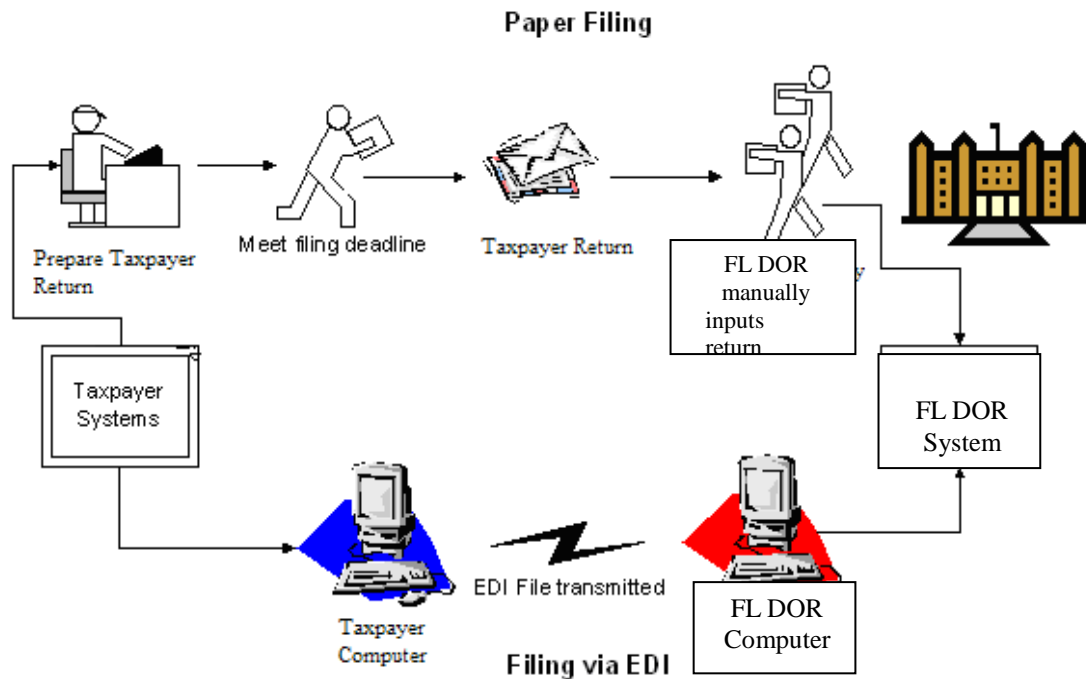 Paper Filing
Prepare Taxpayer
Return
Meet filing deadline
Taxpayer Return
FL DOR
manually
inputs
return
y
Taxpayer
Systems
FL DOR
System
Taxpayer
Computer
EDI File transmitted
FL DOR
Computer
Filing via EDI